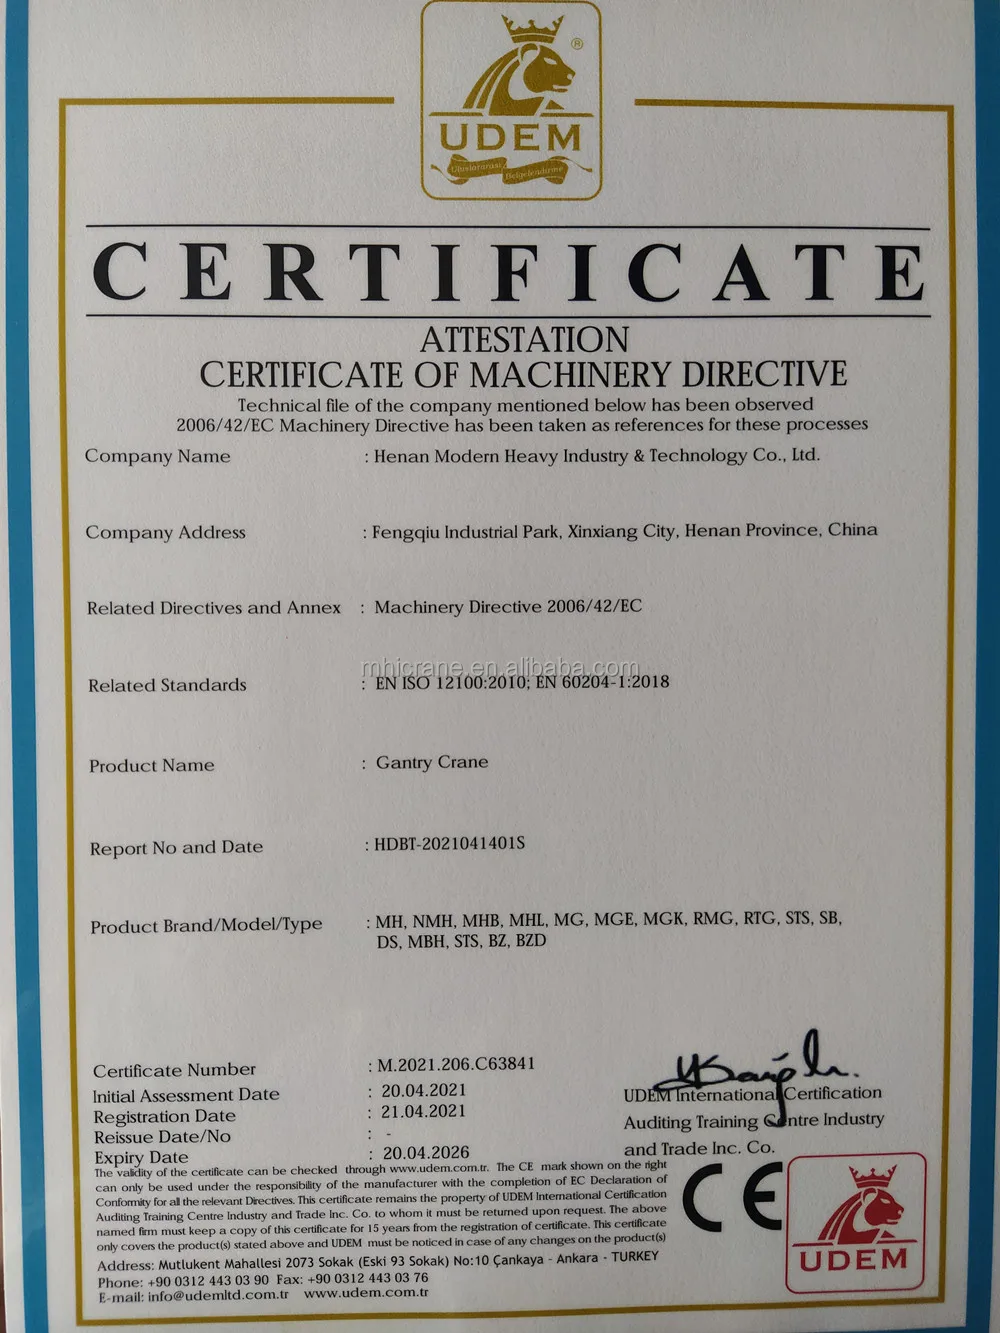 ®
UDEM
Uluslararası
Belgelendirme
CERTIFICATE
ATTESTATION
CERTIFICATE OF MACHINERY DIRECTIVE
Technical file of the company mentioned below has been observed
2006/42/EC Machinery Directive has been taken as references for these processes
Company Name : Henan Modern Heavy Industry & Technology Co., Ltd.
Company Address : Fengqiu Industrial Park, Xinxiang City, Henan Province, China
Related Directives and Annex : Machinery Directive 2006/42/EC
mhicrane.en.alibaba.com
Related Standards : EN ISO 12100:2010; EN 60204-1:2018
Product Name : Gantry Crane
Report No and Date : HDBT-2021041401S
Product Brand/Model/Type : MH, NMH, MHB, MHL, MG, MGE, MGK, RMG, RTG, STS, SB,
DS, MBH, STS, BZ, BZD
Certificate Number : M.2021.206.C63841
Initial Assessment Date : 20.04.2021
Registration Date : 21.04.2021
Reissue Date/No : -
Expiry Date : 20.04.2026
UDEM International Certification
Auditing Training Centre Industry
and Trade Inc. Co.
The validity of the certificate can be checked through www.udem.com.tr. The CE mark shown on the right
can only be used under the responsibility of the manufacturer with the completion of EC Declaration of
Conformity for all the relevant Directives. This certificate remains the property of UDEM International Certification
Auditing Training Centre Industry and Trade Inc. Co. to whom it must be returned upon request. The above
named firm must keep a copy of this certificate for 15 years from the registration of certificate. This certificate
only covers the product(s) stated above and UDEM must be noticed in case of any changes on the product(s)
Address: Mutlukent Mahallesi 2073 Sokak (Eski 93 Sokak) No:10 Çankaya - Ankara - TURKEY
Phone: +90 0312 443 03 90 Fax: +90 0312 443 03 76
E-mail: info@udemltd.com.tr www.udem.com.tr
CE
UDEM